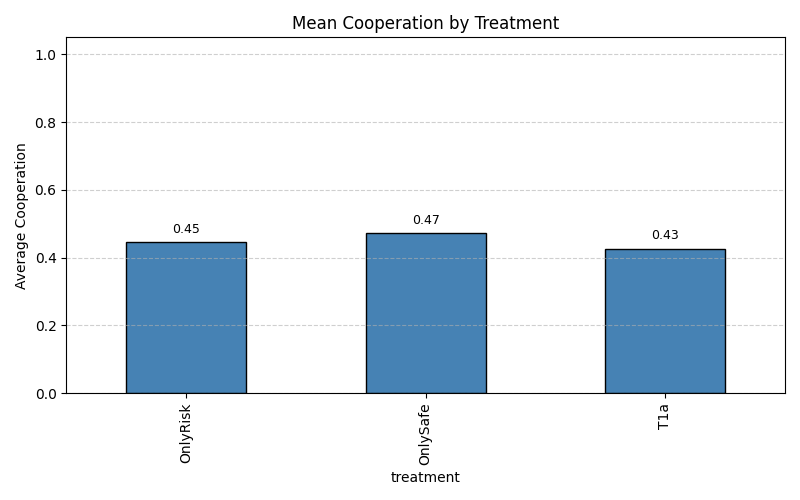 Mean Cooperation by Treatment
Average Cooperation
1.0
0.8
0.6
0.4
0.2
0.0
0.45
0.47
0.43
OnlyRisk
OnlySafe
T1a
treatment